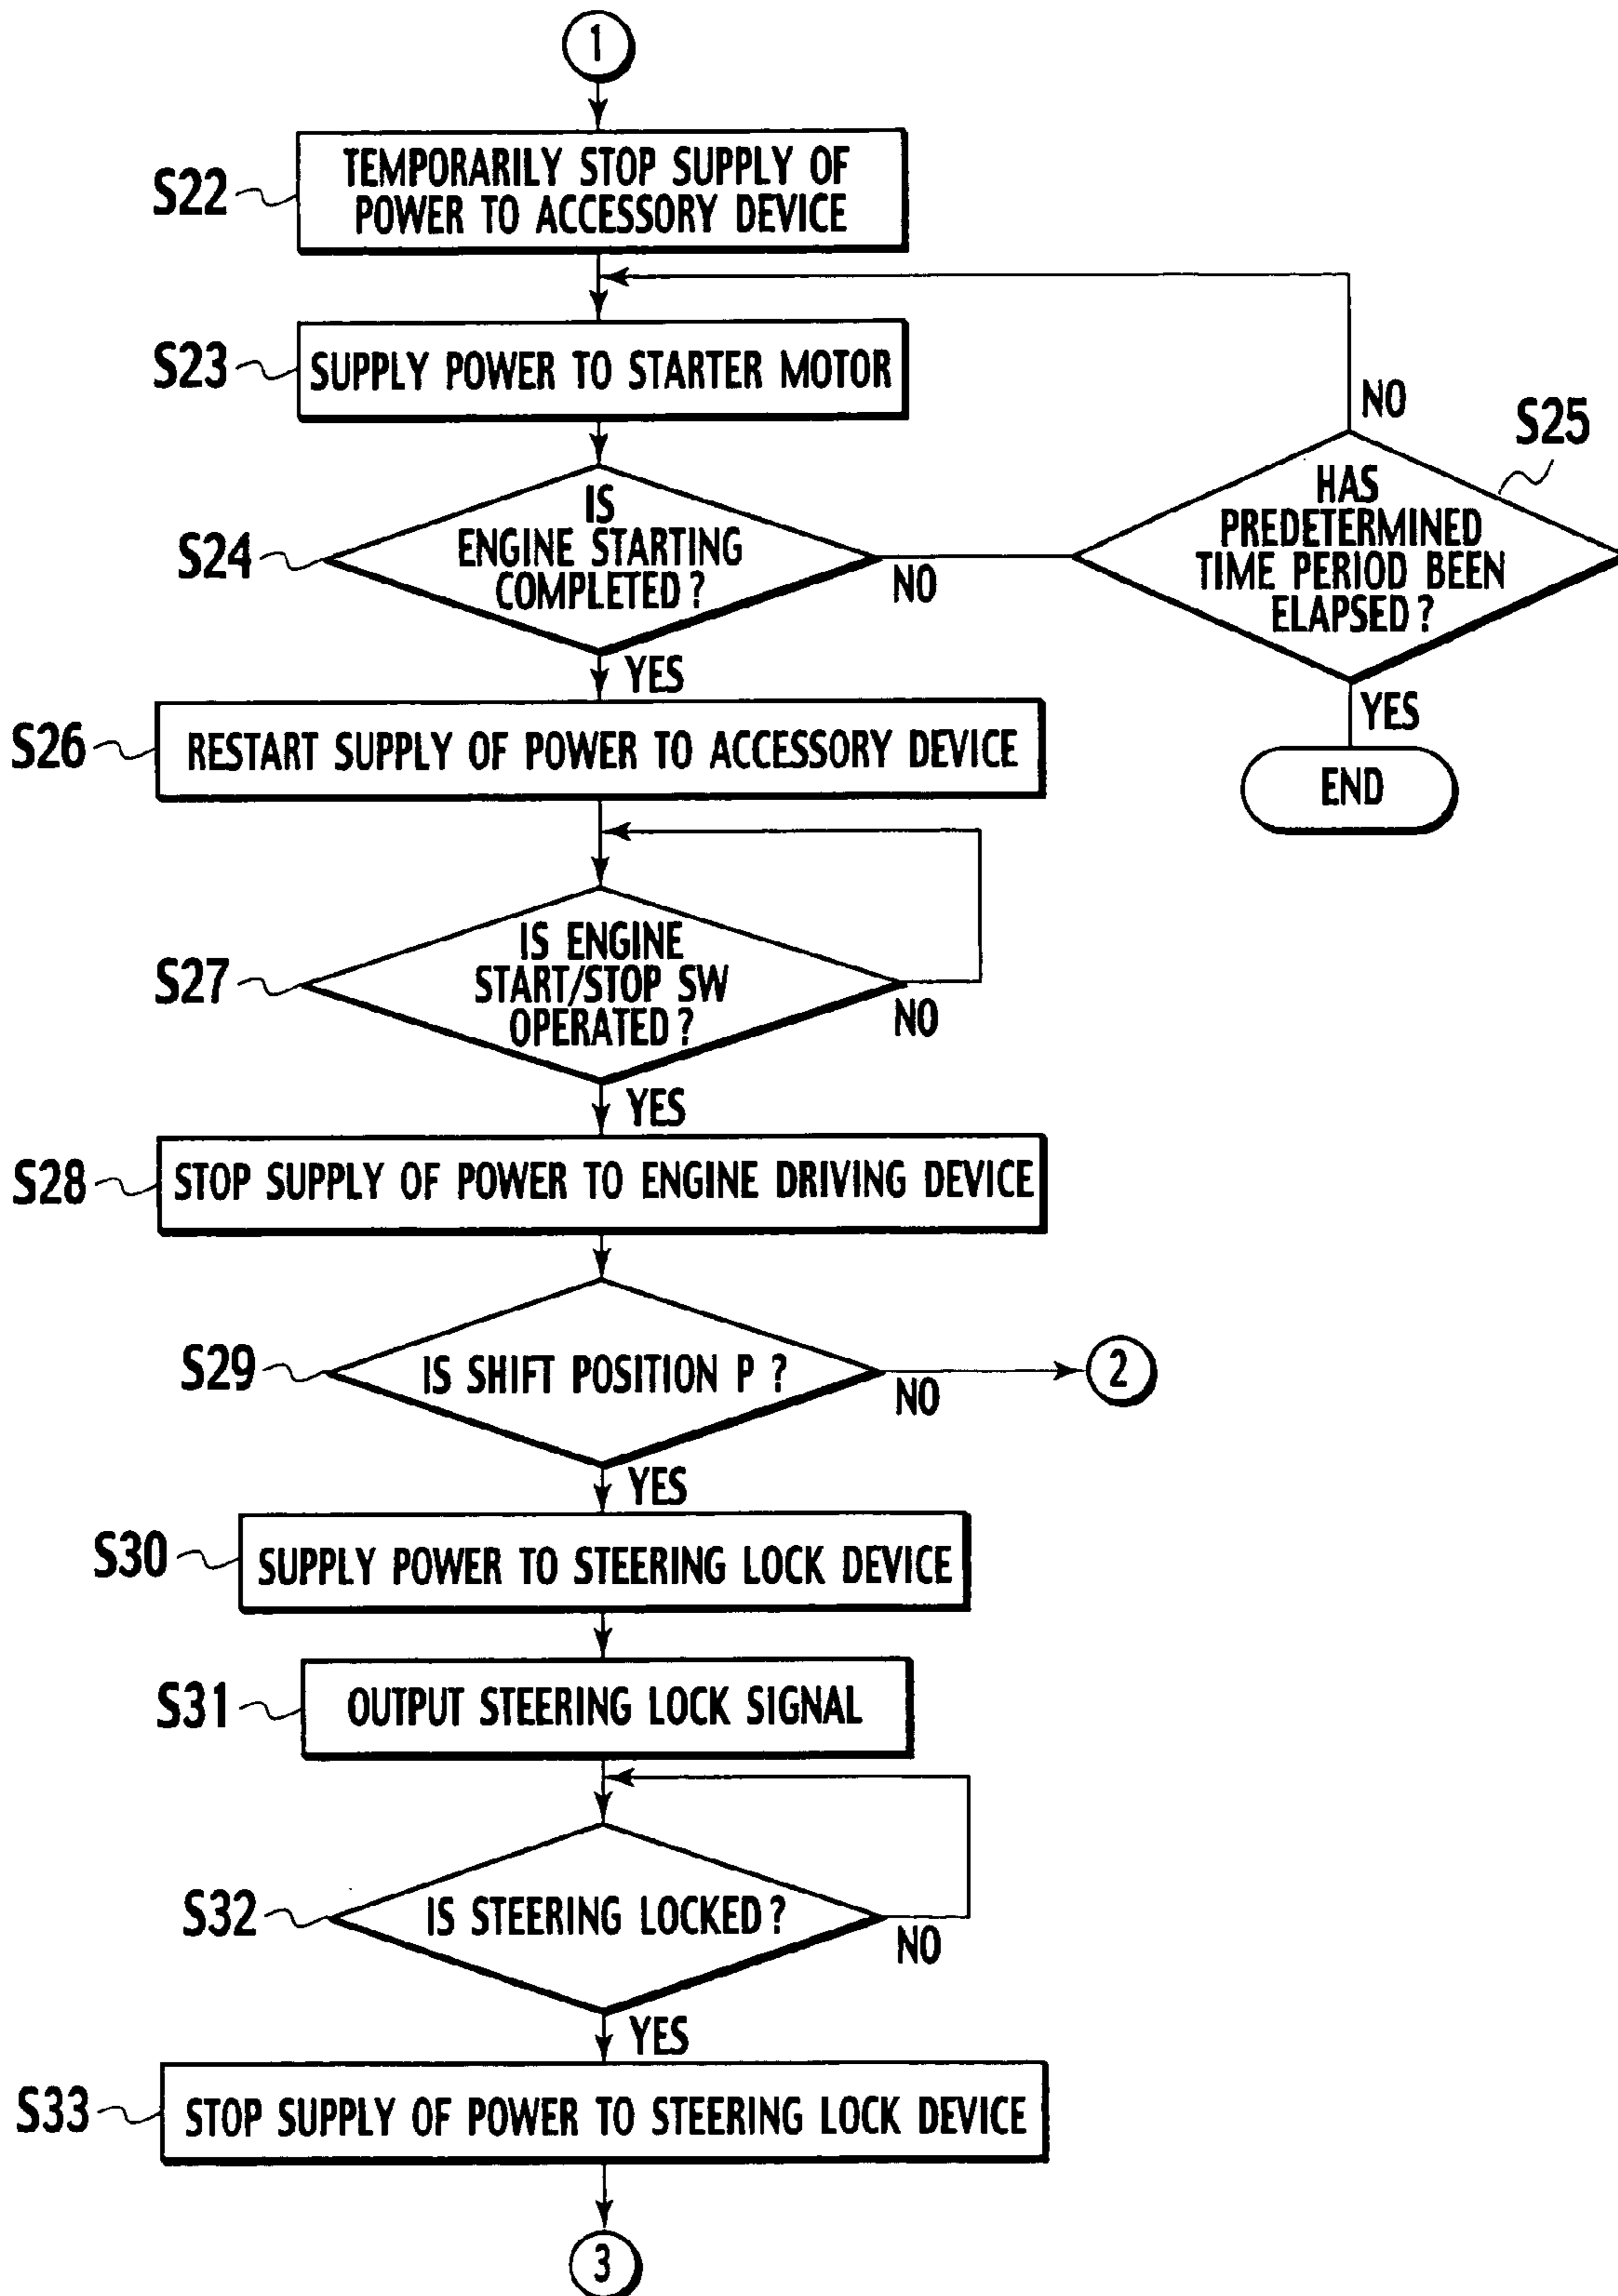 1
S22
TEMPORARILY STOP SUPPLY OF
POWER TO ACCESSORY DEVICE
S23
SUPPLY POWER TO STARTER MOTOR
NO
S25
HAS
PREDETERMINED
TIME PERIOD BEEN
ELAPSED?
S24
IS
ENGINE STARTING
COMPLETED?
NO
YES
YES
END
S26
RESTART SUPPLY OF POWER TO ACCESSORY DEVICE
S27
IS ENGINE
START/STOP SW
OPERATED?
NO
YES
S28
STOP SUPPLY OF POWER TO ENGINE DRIVING DEVICE
S29
IS SHIFT POSITION P ?
NO
2
YES
S30
SUPPLY POWER TO STEERING LOCK DEVICE
S31
OUTPUT STEERING LOCK SIGNAL
S32
IS STEERING LOCKED?
NO
YES
S33
STOP SUPPLY OF POWER TO STEERING LOCK DEVICE
3